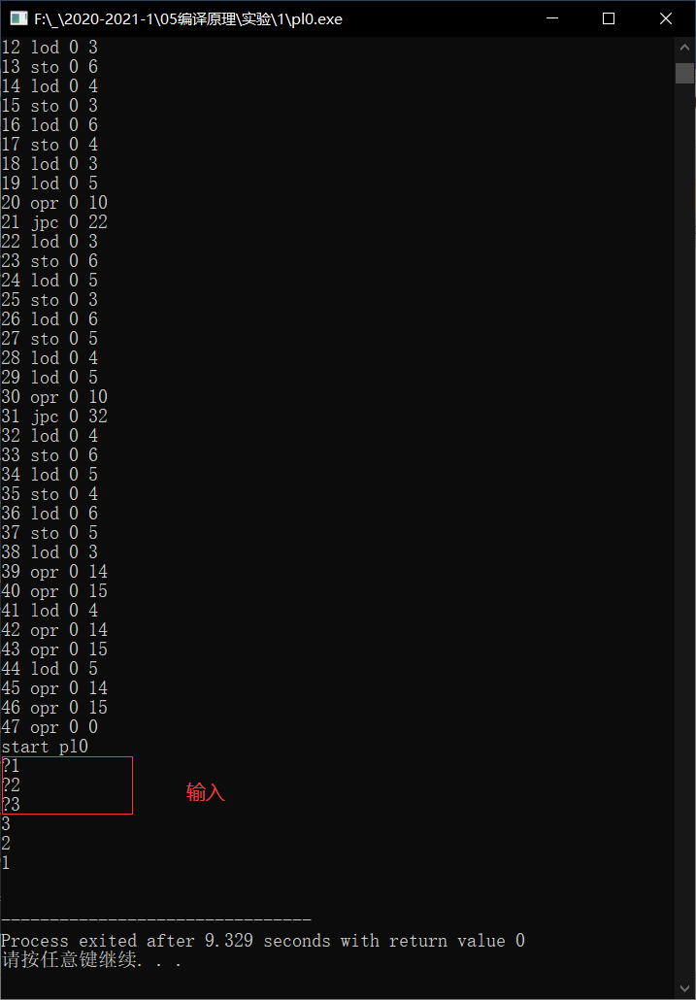 F:\_\2020-2021-1\05编译原理\实验\1\pl0.exe
12 lod 0 3
13 sto 0 6
14 lod 0 4
15 sto 0 3
16 lod 0 6
17 sto 0 4
18 lod 0 3
19 lod 0 5
20 opr 0 10
21 jpc 0 22
22 lod 0 3
23 sto 0 6
24 lod 0 5
25 sto 0 3
26 lod 0 6
27 sto 0 5
28 lod 0 4
29 lod 0 5
30 opr 0 10
31 jpc 0 32
32 lod 0 4
33 sto 0 6
34 lod 0 5
35 sto 0 4
36 lod 0 6
37 sto 0 5
38 lod 0 3
39 opr 0 14
40 opr 0 15
41 lod 0 4
42 opr 0 14
43 opr 0 15
44 lod 0 5
45 opr 0 14
46 opr 0 15
47 opr 0 0
start pl0
?1
?2
输入
?3
3
2
1
--------------------------------
Process exited after 9.329 seconds with return value 0
请按任意键继续. . .